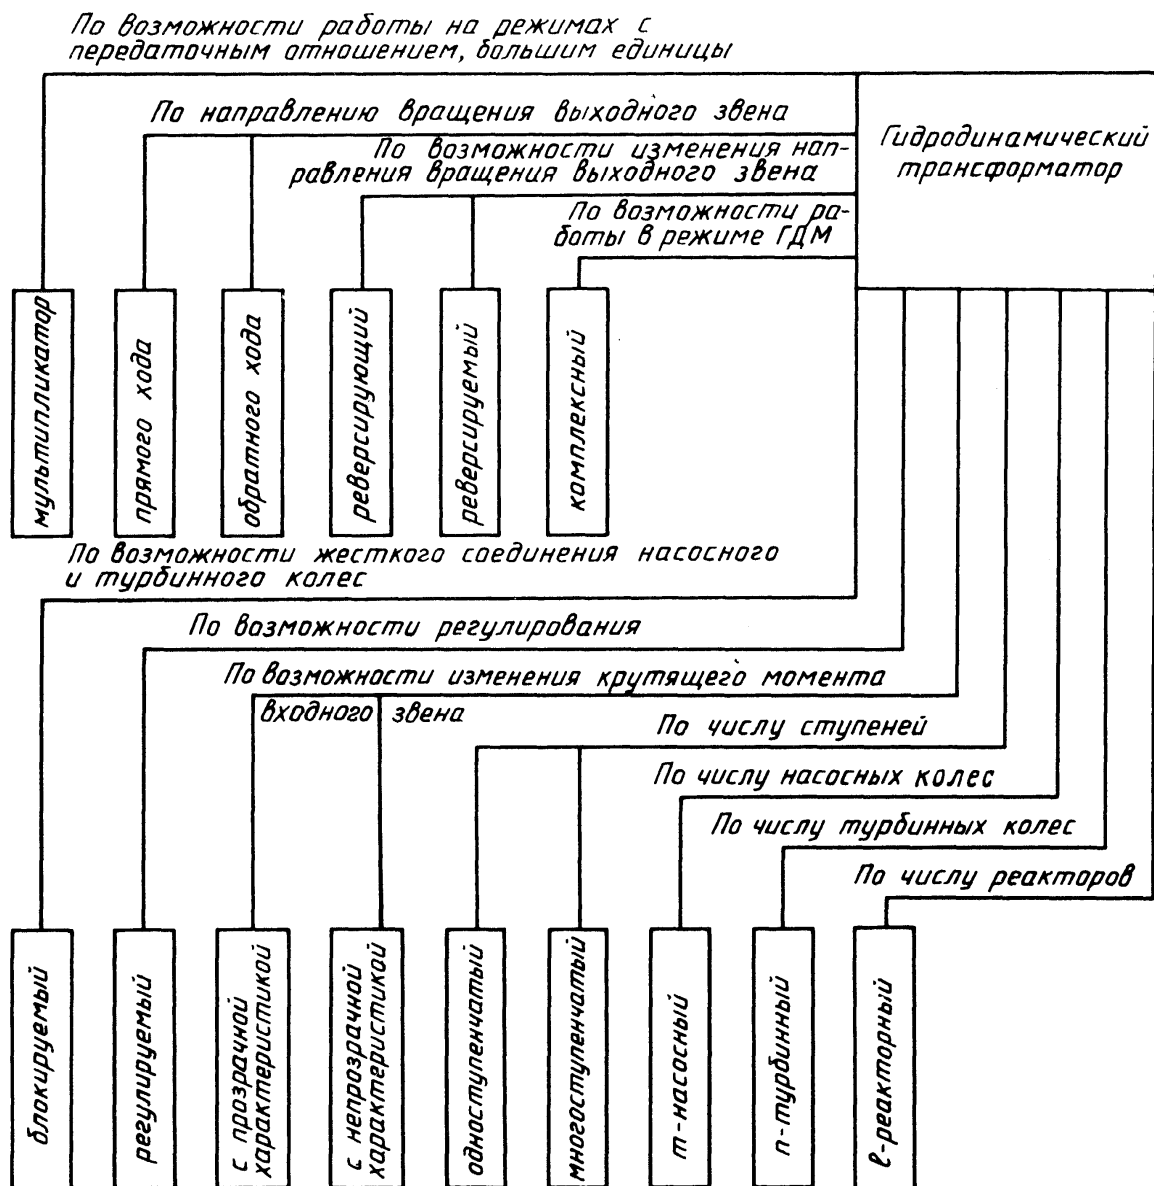 По возможности работы на режимах с
передаточным отношением, большим единицы
По направлению вращения выходного звена
Гидродинамический
трансформатор
По возможности изменения нап-
равления вращения выходного звена
По возможности ра-
боты в режиме ГДМ
мультипликатор
прямого хода
обратного хода
реверсирующий
реверсируемый
комплексный
По возможности жесткого соединения насосного
и турбинного колес
По возможности регулирования
По возможности изменения крутящего момента
входного звена
По числу ступеней
По числу насосных колес
По числу турбинных колес
По числу реакторов
блокируемый
регулируемый
с прозрачной
характеристикой
с непрозрачной
характеристикой
одноступенчатый
многоступенчатый
m-насосный
n-турбинный
ℓ-реакторный